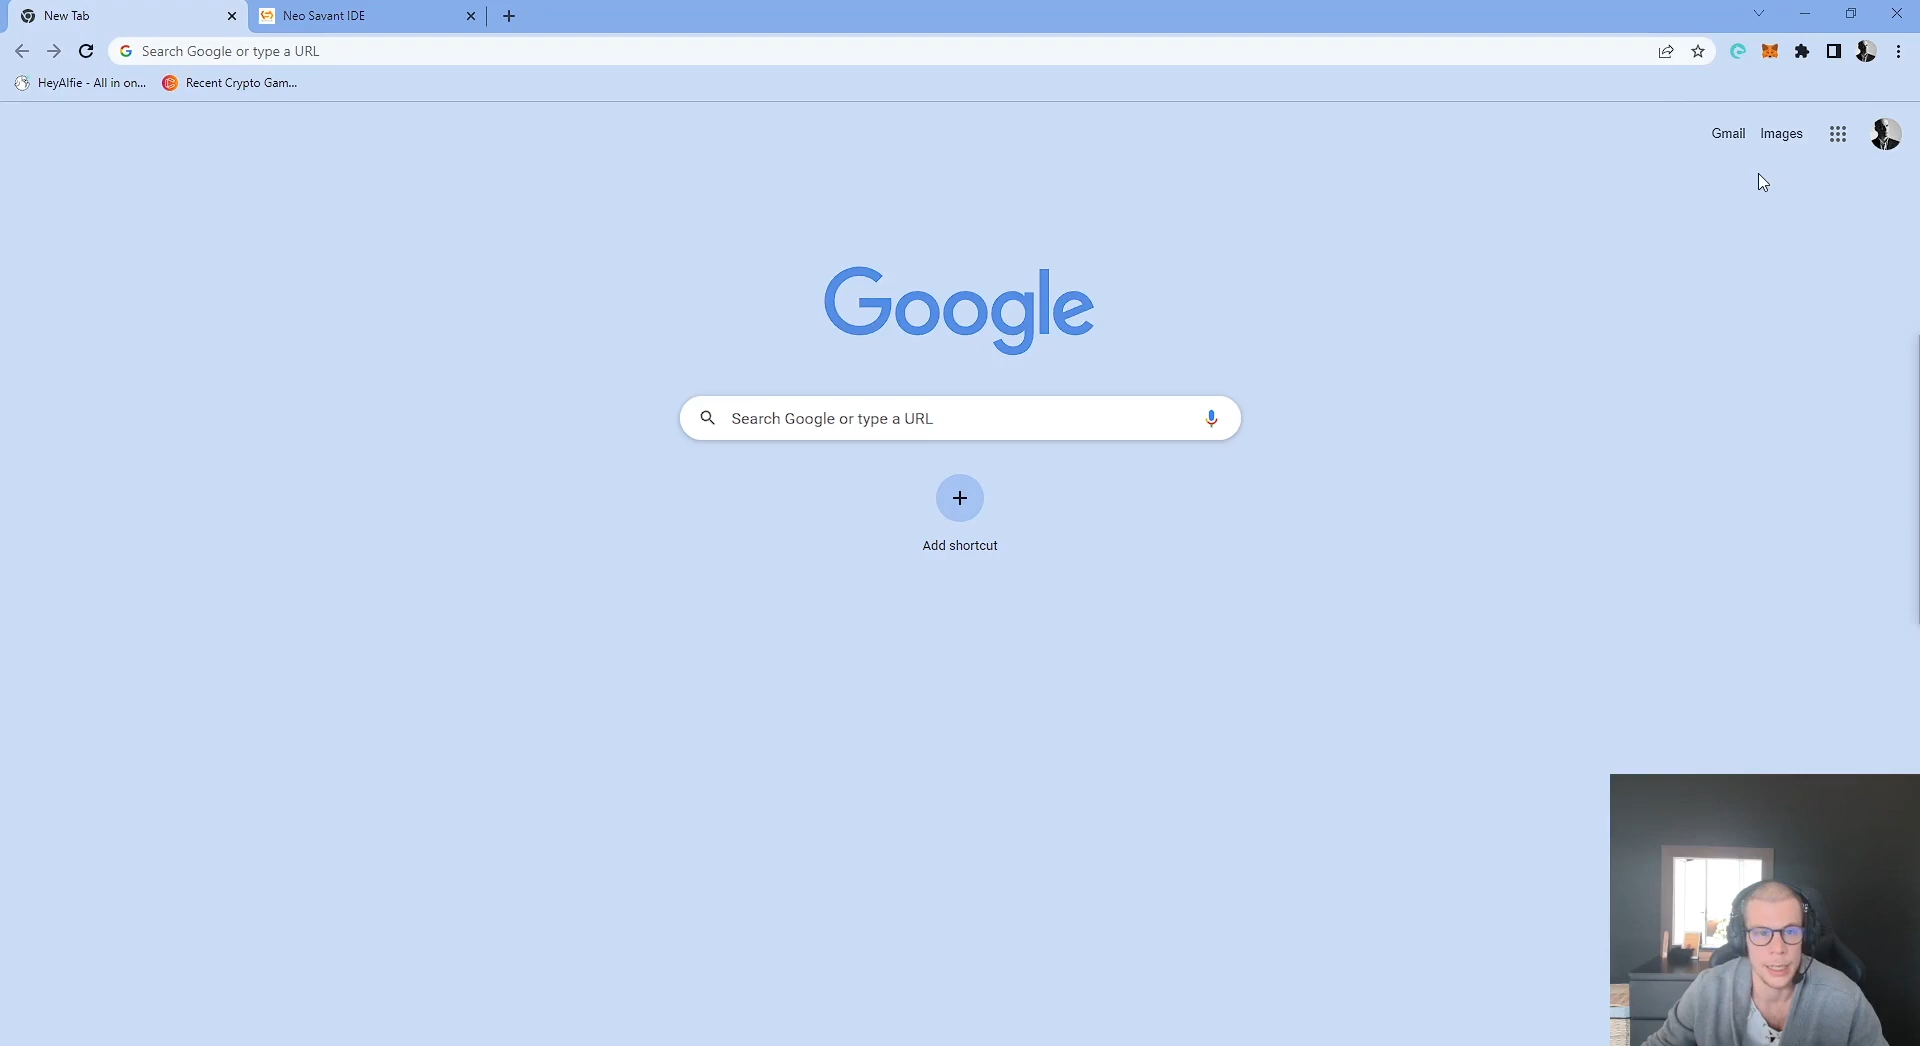 New Tab
Neo Savant IDE
Search Google or type a URL
HeyAlfie - All in on...
Recent Crypto Gam...
Gmail Images
Google
Search Google or type a URL
Add shortcut